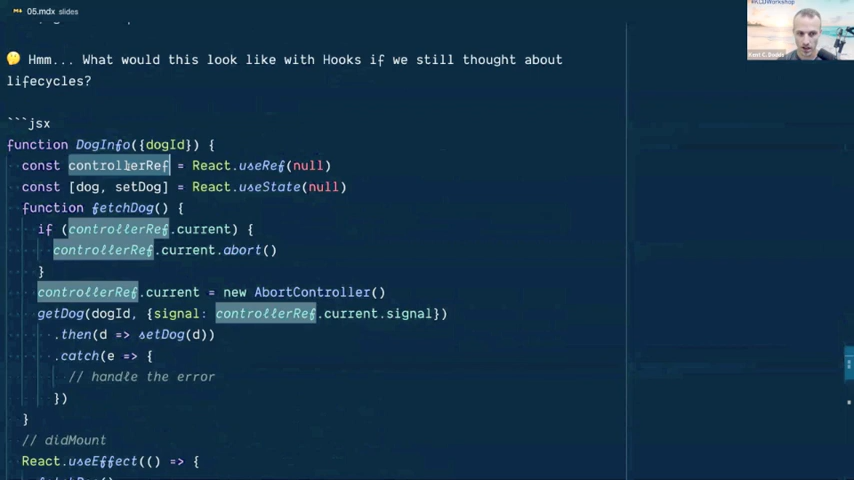 05.mdx slides
🤔 Hmm... What would this look like with Hooks if we still thought about
lifecycles?
```jsx
function DogInfo({dogId}) {
const controllerRef = React.useRef(null)
const [dog, setDog] = React.useState(null)
function fetchDog() {
if (controllerRef.current) {
controllerRef.current.abort()
}
controllerRef.current = new AbortController()
getDog(dogId, {signal: controllerRef.current.signal})
.then(d => setDog(d))
.catch(e => {
// handle the error
})
}
// didMount
React.useEffect(() => {